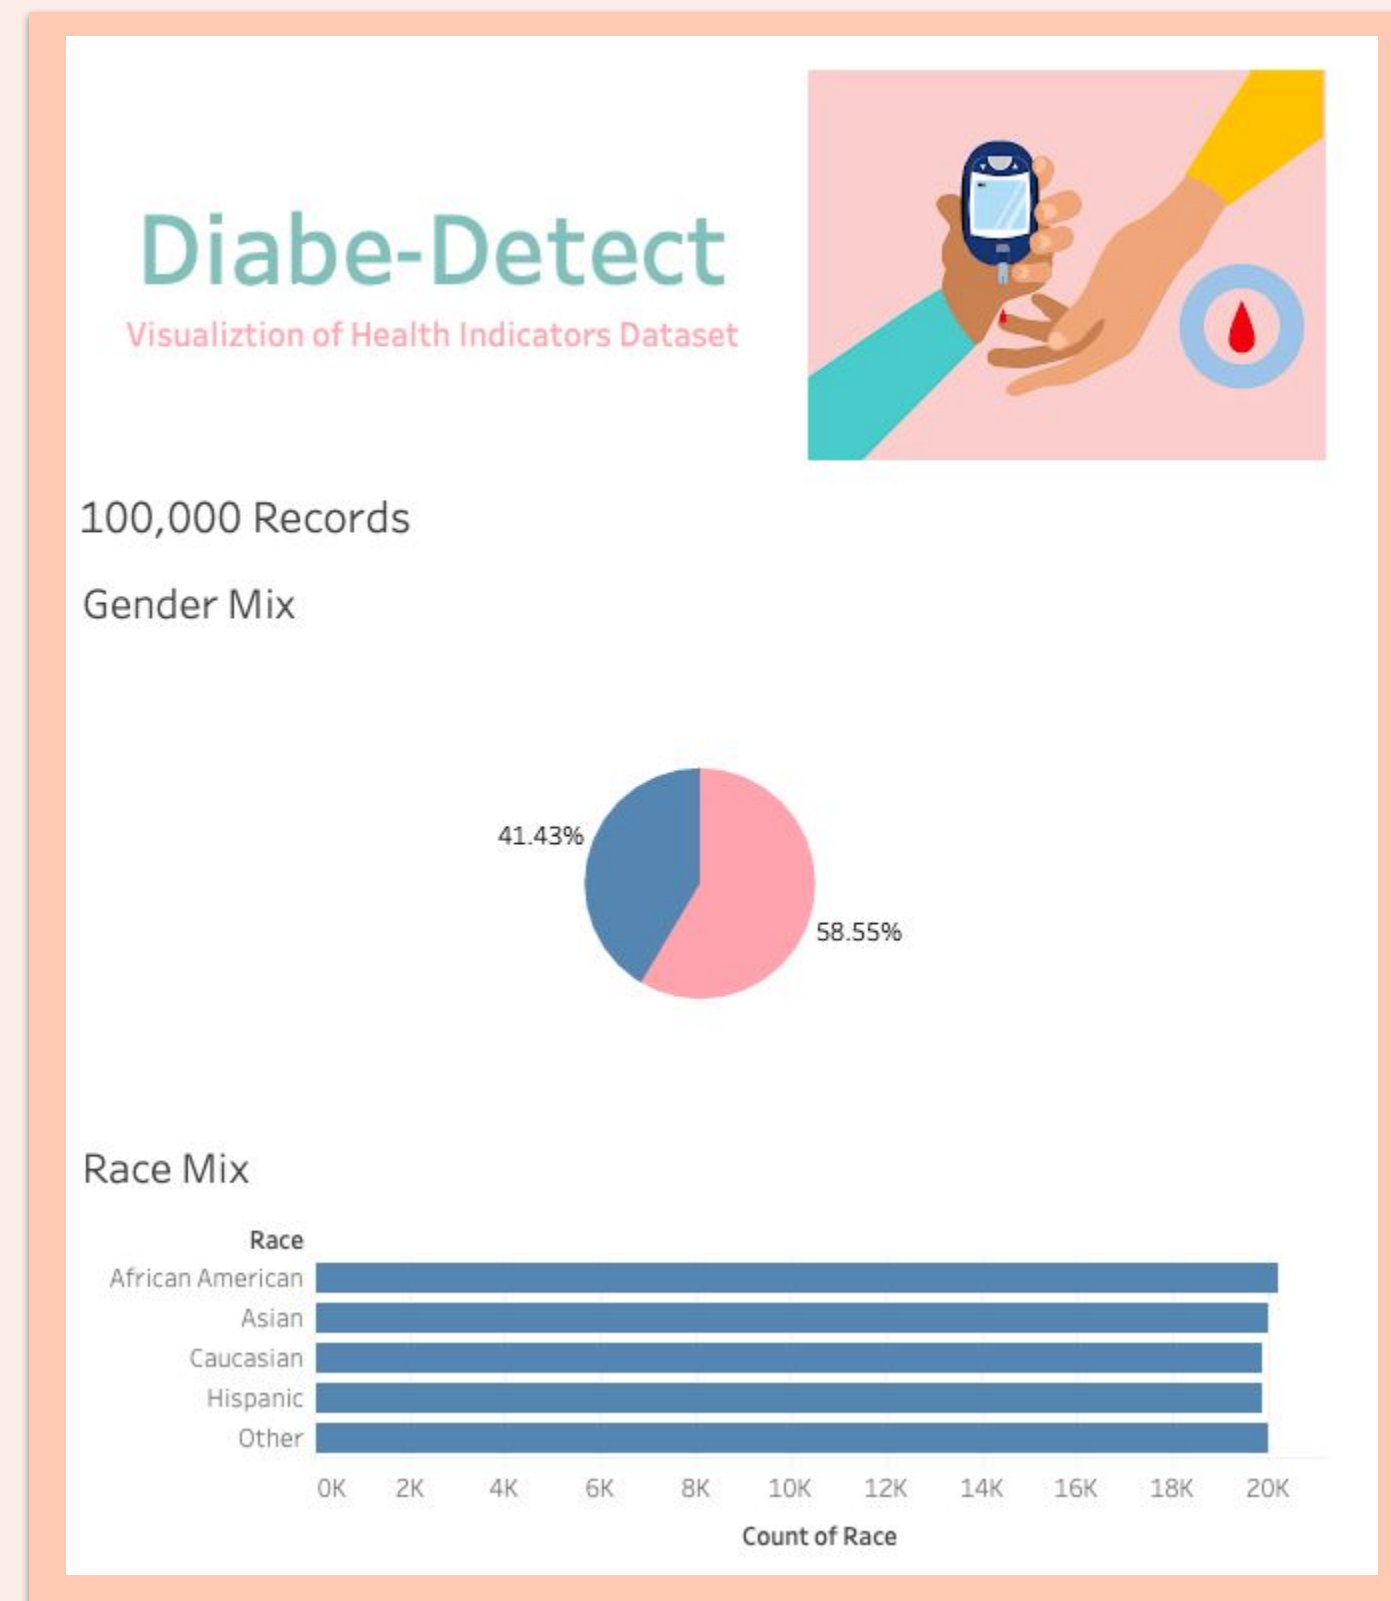 Diabe-Detect
Visualiztion of Health Indicators Dataset
100,000 Records
Gender Mix
41.43%
58.55%
Race Mix
Race
African American
Asian
Caucasian
Hispanic
Other
0K 2K 4K 6K 8K 10K 12K 14K 16K 18K 20K
Count of Race